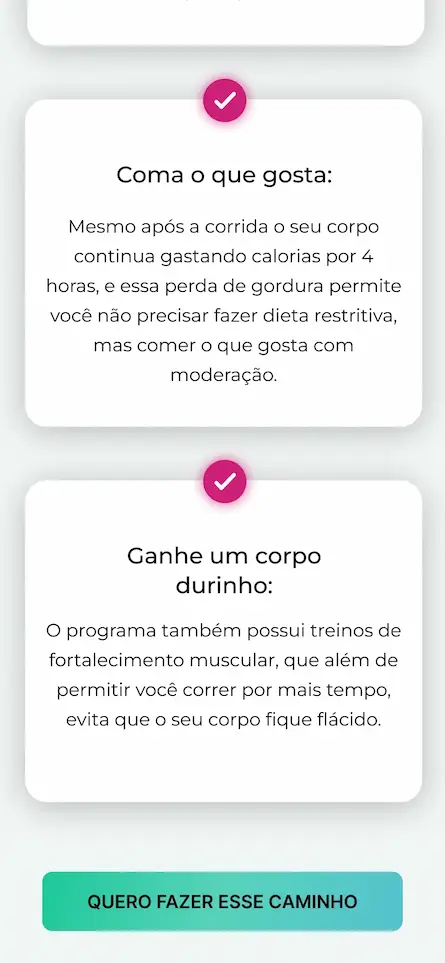 Coma o que gosta:
Mesmo após a corrida o seu corpo
continua gastando calorias por 4
horas, e essa perda de gordura permite
você não precisar fazer dieta restritiva,
mas comer o que gosta com
moderação.
Ganhe um corpo
durinho:
O programa também possui treinos de
fortalecimento muscular, que além de
permitir você correr por mais tempo,
evita que o seu corpo fique flácido.
QUERO FAZER ESSE CAMINHO